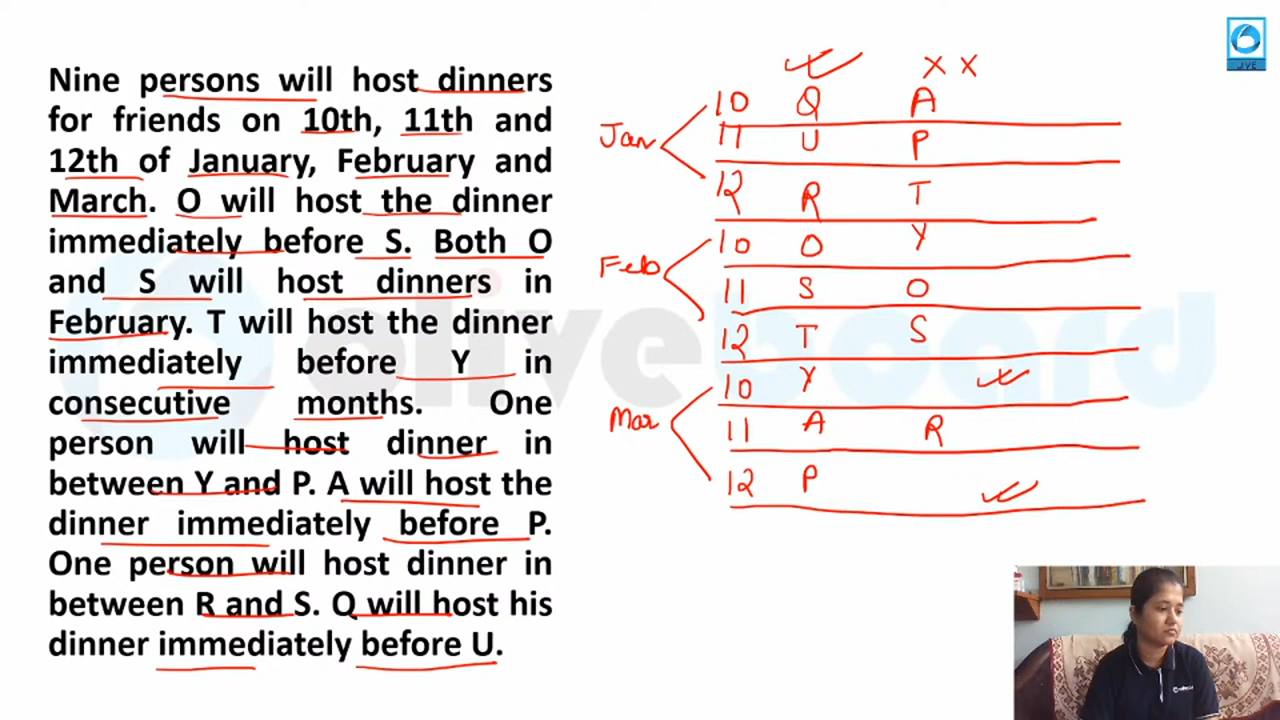 Nine persons will host dinners
for friends on 10th, 11th and
12th of January, February and
March. O will host the dinner
immediately before S. Both O
and S will host dinners in
February. T will host the dinner
immediately before Y in
consecutive months. One
person will host dinner in
between Y and P. A will host the
dinner immediately before P.
One person will host dinner in
between R and S. Q will host his
dinner immediately before U.
x x
10 Q A
Jan 11 U P
12 R T
10 O Y
Feb 11 S O
12 T S
10 Y
Mar 11 A R
12 P
oliveboard
LIVE